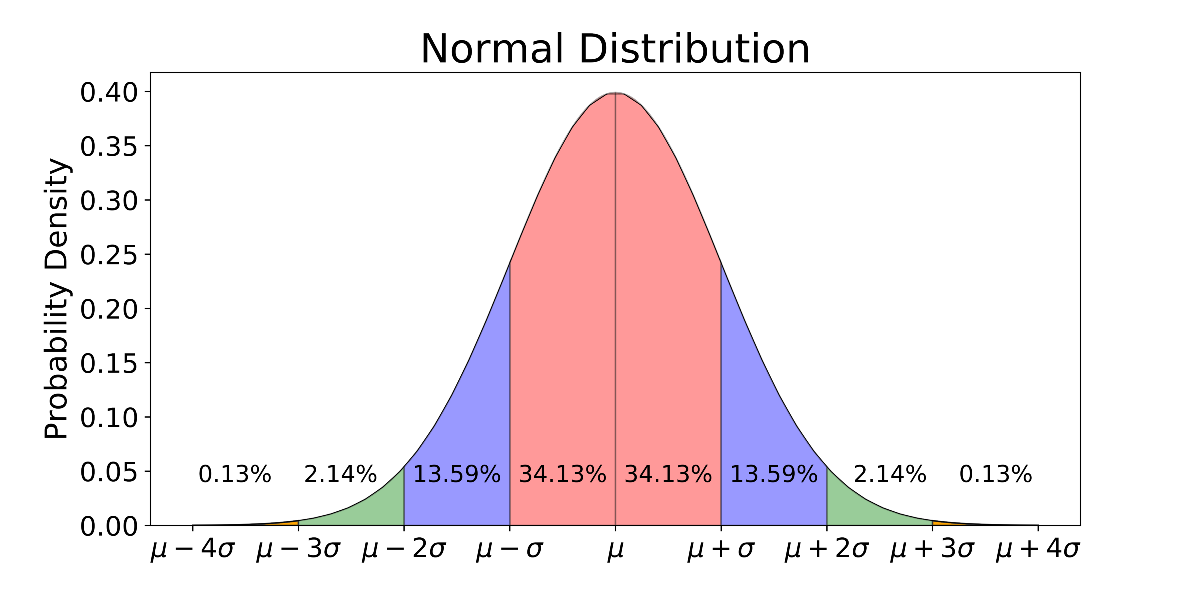 Normal Distribution
Probability Density
0.40
0.35
0.30
0.25
0.20
0.15
0.10
0.05
0.00
0.13% 2.14% 13.59% 34.13% 34.13% 13.59% 2.14% 0.13%
μ − 4σ μ − 3σ μ − 2σ μ − σ μ μ + σ μ + 2σ μ + 3σ μ + 4σ